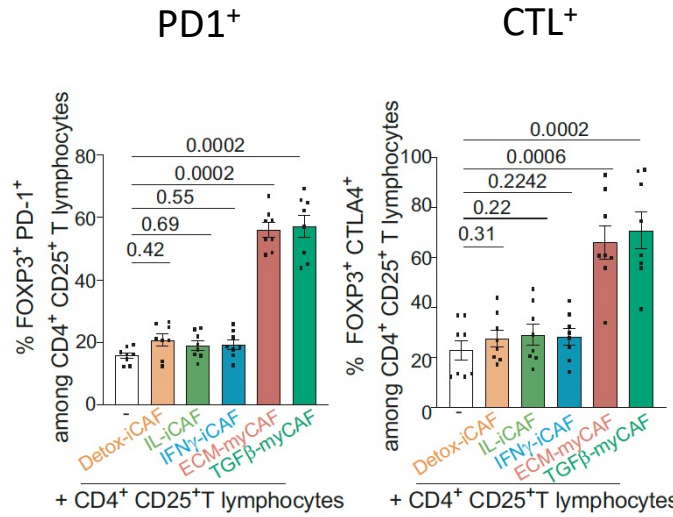 PD1⁺
% FOXP3⁺ PD-1⁺
among CD4⁺ CD25⁺ T lymphocytes
80
60
40
20
0
0.0002
0.0002
0.55
0.69
0.42
-
Detox-iCAF
IL-iCAF
IFNγ-iCAF
ECM-myCAF
TGFβ-myCAF
+ CD4⁺ CD25⁺T lymphocytes
CTL⁺
% FOXP3⁺ CTLA4⁺
among CD4⁺ CD25⁺ T lymphocytes
100
80
60
40
20
0
0.0002
0.0006
0.2242
0.22
0.31
-
Detox-iCAF
IL-iCAF
IFNγ-iCAF
ECM-myCAF
TGFβ-myCAF
+ CD4⁺ CD25⁺T lymphocytes